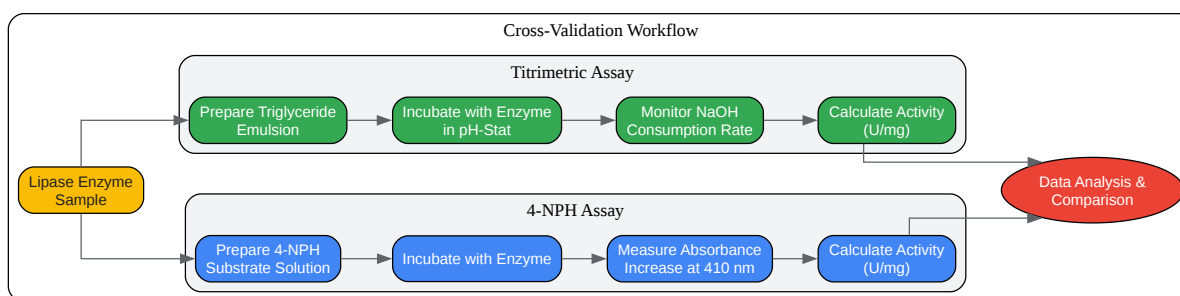 Cross-Validation Workflow
Titrimetric Assay
Prepare Triglyceride
Emulsion
Incubate with Enzyme
in pH-Stat
Monitor NaOH
Consumption Rate
Calculate Activity
(U/mg)
Lipase Enzyme
Sample
Data Analysis &
Comparison
4-NPH Assay
Prepare 4-NPH
Substrate Solution
Incubate with Enzyme
Measure Absorbance
Increase at 410 nm
Calculate Activity
(U/mg)